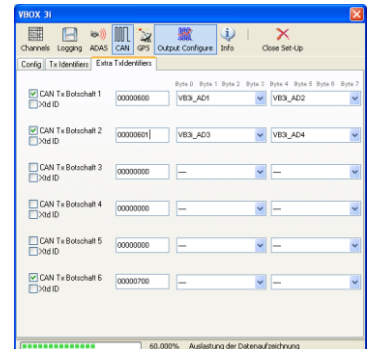 VBOX 3i
Channels Logging ADAS CAN GPS Output Configure Info Close Set-Up
Config Tx Identifiers Extra TxIdentifiers
Byte 0 Byte 1 Byte 2 Byte 3 Byte 4 Byte 5 Byte 6 Byte 7
CAN Tx Botschaft 1 00000600 VB3i_AD1 VB3i_AD2
Xtd ID
CAN Tx Botschaft 2 00000601 VB3i_AD3 VB3i_AD4
Xtd ID
CAN Tx Botschaft 3 00000000 --- ---
Xtd ID
CAN Tx Botschaft 4 00000000 --- ---
Xtd ID
CAN Tx Botschaft 5 00000000 --- ---
Xtd ID
CAN Tx Botschaft 6 00000700 --- ---
Xtd ID
60.000% Auslastung der Datenaufzeichnung